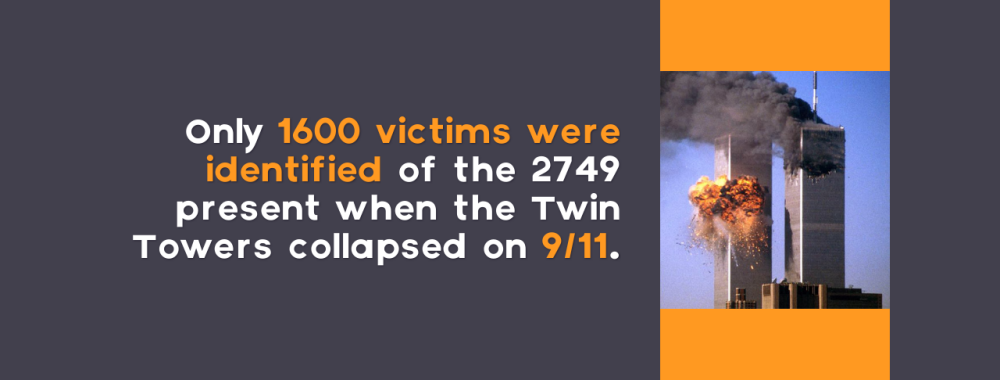 Only 1600 victims were
identified of the 2749
present when the Twin
Towers collapsed on 9/11.